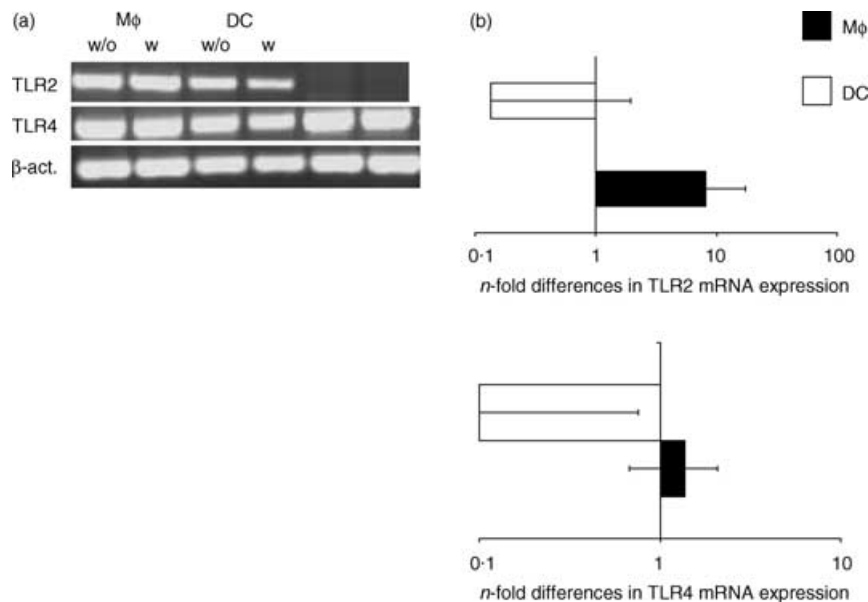 (a)
Mφ DC
w/o w w/o w
TLR2
TLR4
β-act.
(b)
Mφ
DC
0·1 1 10 100
n-fold differences in TLR2 mRNA expression
0·1 1 10
n-fold differences in TLR4 mRNA expression